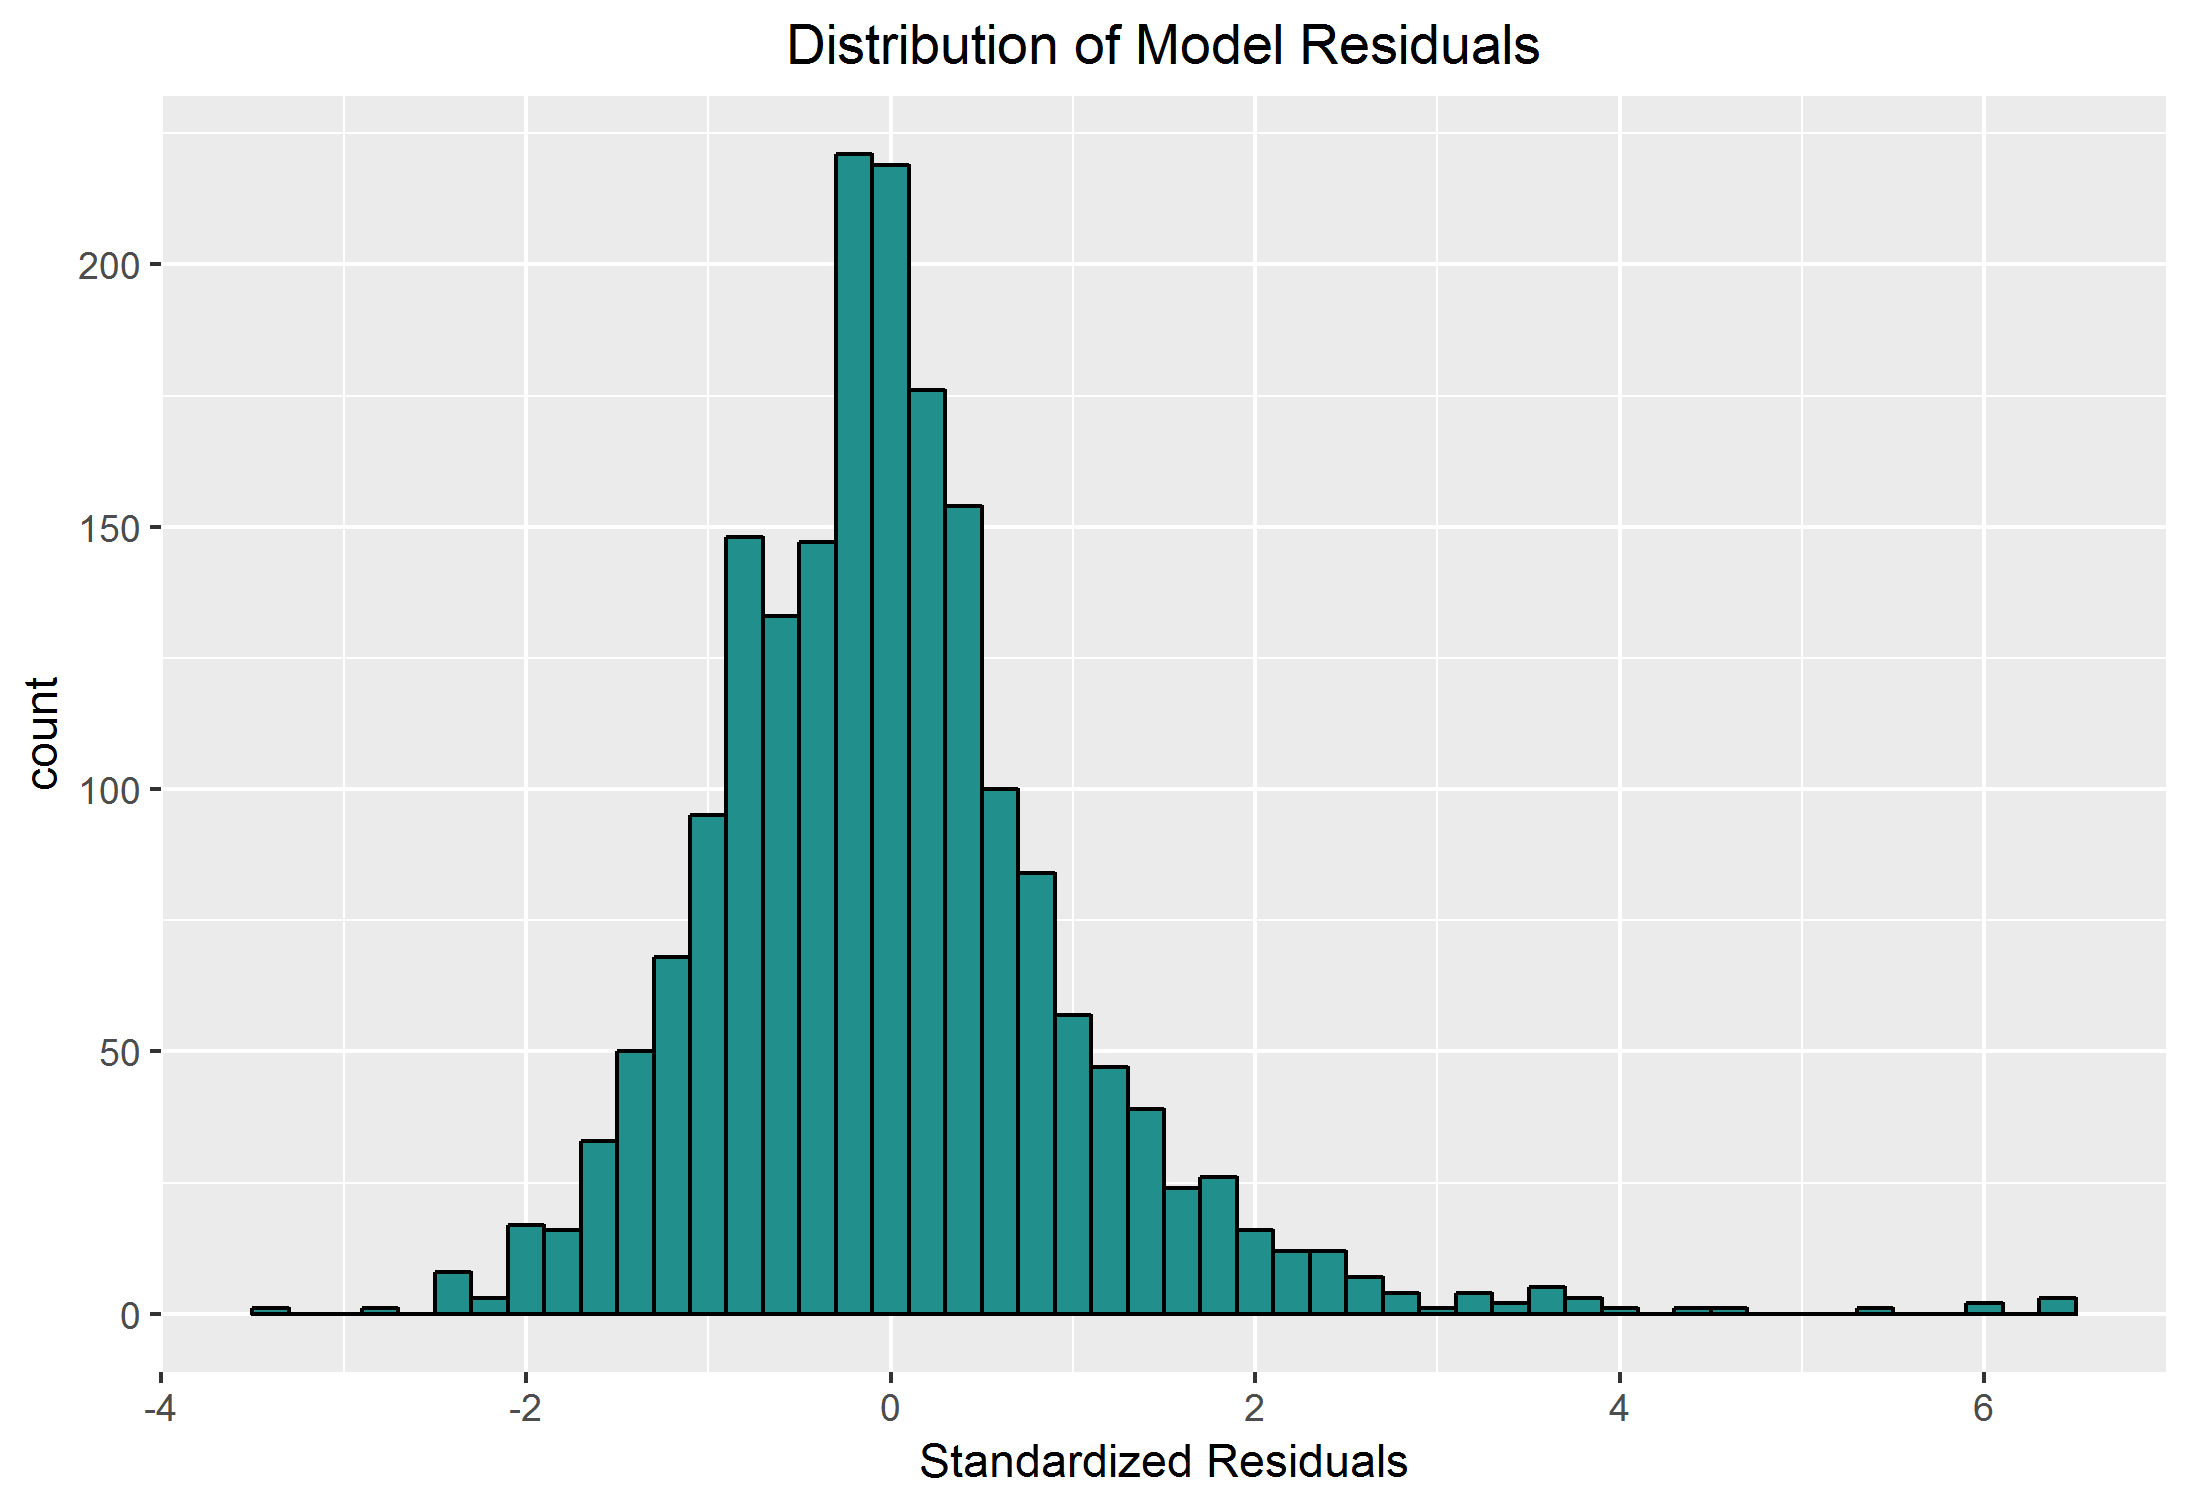 Distribution of Model Residuals
200
150
100
50
0
count
-4 -2 0 2 4 6
Standardized Residuals